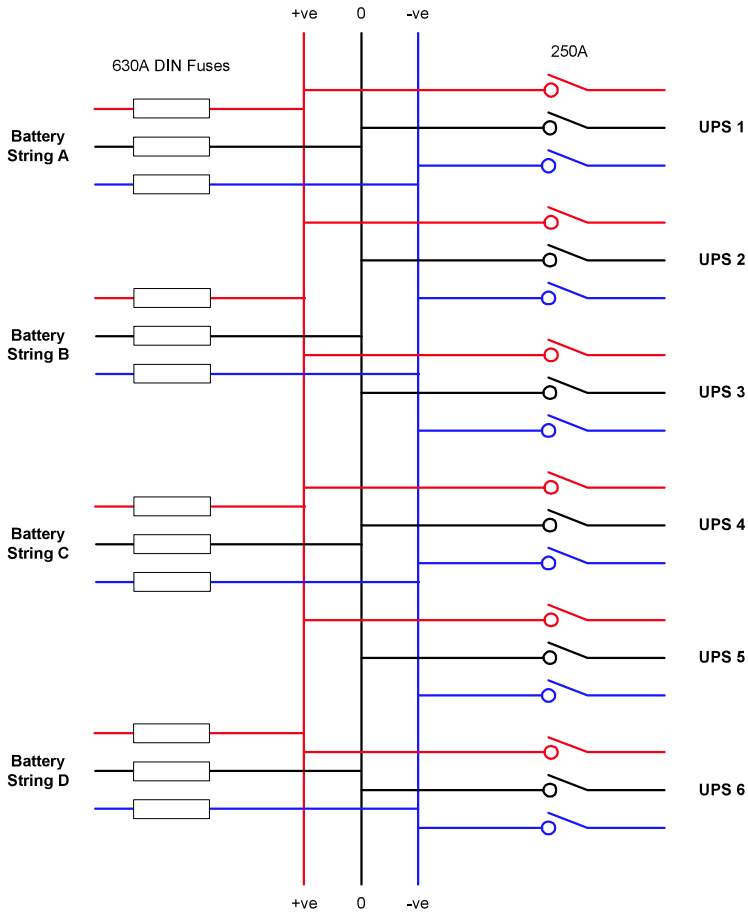 +ve 0 -ve
630A DIN Fuses
250A
Battery
String A
UPS 1
UPS 2
Battery
String B
UPS 3
Battery
String C
UPS 4
UPS 5
Battery
String D
UPS 6
+ve 0 -ve